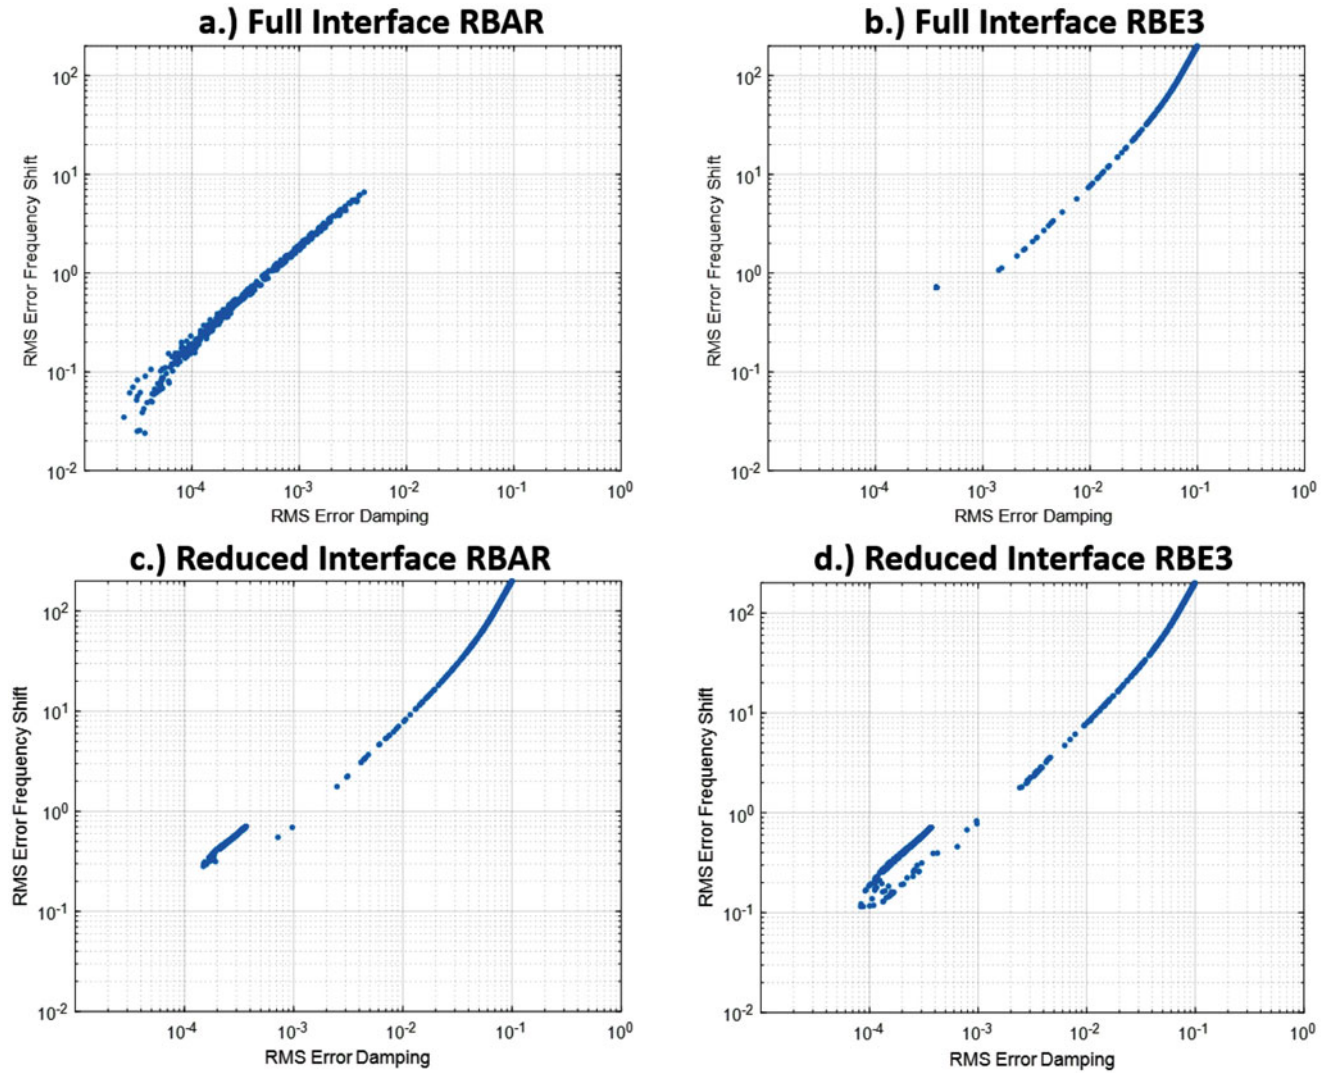 a.) Full Interface RBAR
RMS Error Frequency Shift
10^2
10^1
10^0
10^-1
10^-2
10^-4 10^-3 10^-2 10^-1 10^0
RMS Error Damping
b.) Full Interface RBE3
RMS Error Frequency Shift
10^2
10^1
10^0
10^-1
10^-2
10^-4 10^-3 10^-2 10^-1 10^0
RMS Error Damping
c.) Reduced Interface RBAR
RMS Error Frequency Shift
10^2
10^1
10^0
10^-1
10^-2
10^-4 10^-3 10^-2 10^-1 10^0
RMS Error Damping
d.) Reduced Interface RBE3
RMS Error Frequency Shift
10^2
10^1
10^0
10^-1
10^-2
10^-4 10^-3 10^-2 10^-1 10^0
RMS Error Damping